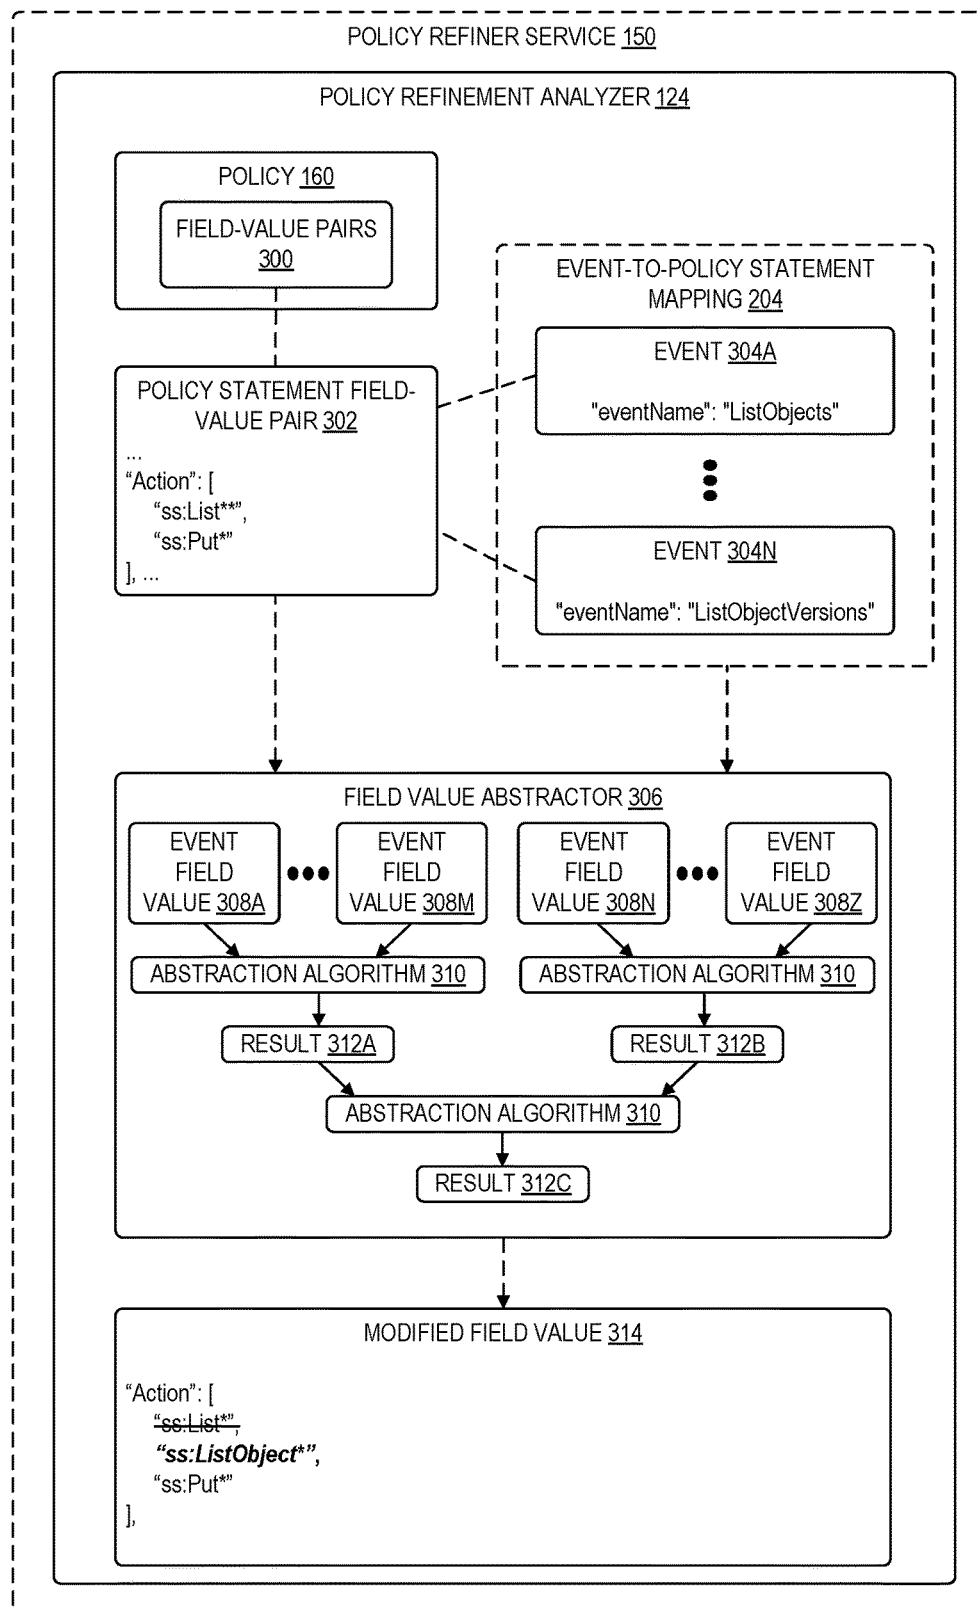 POLICY REFINER SERVICE 150
POLICY REFINEMENT ANALYZER 124
POLICY 160
FIELD-VALUE PAIRS
300
EVENT-TO-POLICY STATEMENT
MAPPING 204
EVENT 304A
"eventName": "ListObjects"
EVENT 304N
"eventName": "ListObjectVersions"
POLICY STATEMENT FIELD-
VALUE PAIR 302
...
“Action”: [
“ss:List**”,
“ss:Put*”
], ...
FIELD VALUE ABSTRACTOR 306
EVENT
FIELD
VALUE 308A
EVENT
FIELD
VALUE 308M
EVENT
FIELD
VALUE 308N
EVENT
FIELD
VALUE 308Z
ABSTRACTION ALGORITHM 310
ABSTRACTION ALGORITHM 310
RESULT 312A
RESULT 312B
ABSTRACTION ALGORITHM 310
RESULT 312C
MODIFIED FIELD VALUE 314
“Action”: [
“ss:List*”,
“ss:ListObject*”,
“ss:Put*”
],